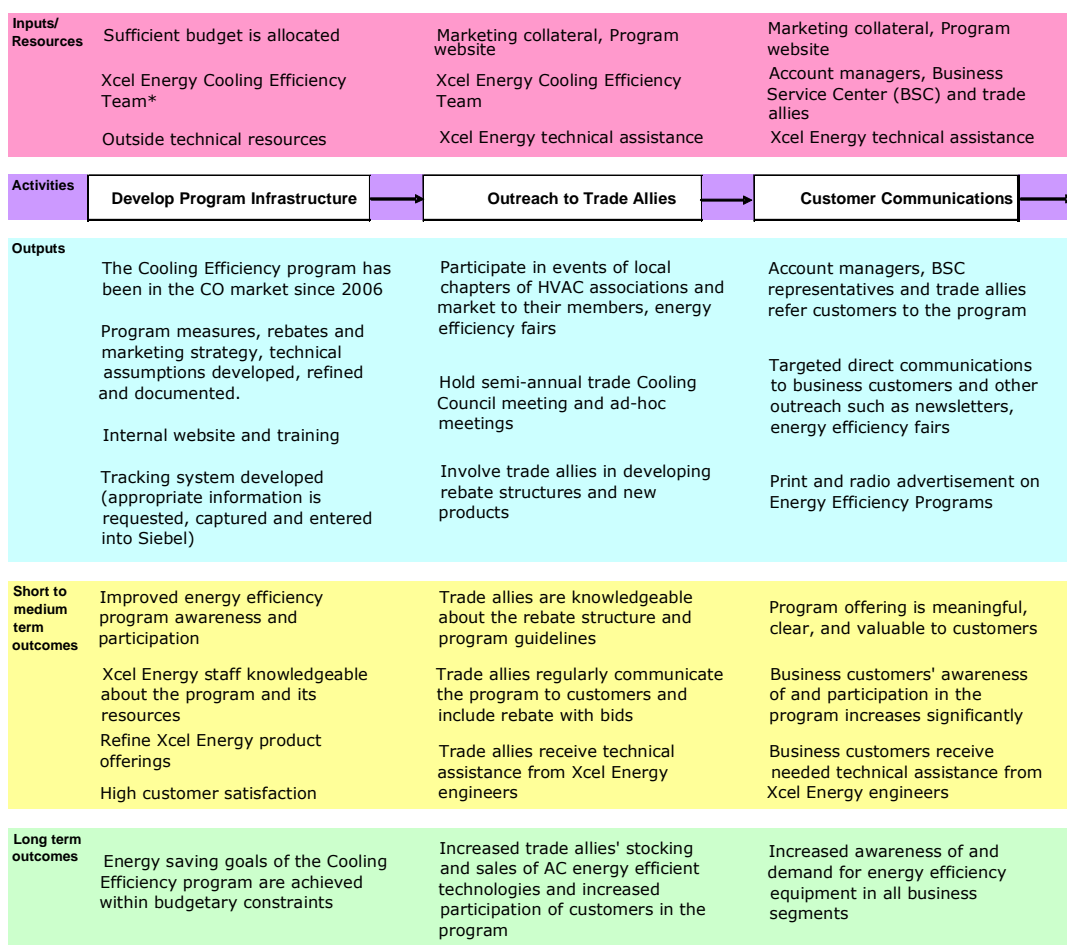 Inputs/
Resources
Sufficient budget is allocated
Xcel Energy Cooling Efficiency
Team*
Outside technical resources
Marketing collateral, Program
website
Xcel Energy Cooling Efficiency
Team
Xcel Energy technical assistance
Marketing collateral, Program
website
Account managers, Business
Service Center (BSC) and trade
allies
Xcel Energy technical assistance
Activities
Develop Program Infrastructure
Outreach to Trade Allies
Customer Communications
Outputs
The Cooling Efficiency program has
been in the CO market since 2006
Program measures, rebates and
marketing strategy, technical
assumptions developed, refined
and documented.
Internal website and training
Tracking system developed
(appropriate information is
requested, captured and entered
into Siebel)
Participate in events of local
chapters of HVAC associations and
market to their members, energy
efficiency fairs
Hold semi-annual trade Cooling
Council meeting and ad-hoc
meetings
Involve trade allies in developing
rebate structures and new
products
Account managers, BSC
representatives and trade allies
refer customers to the program
Targeted direct communications
to business customers and other
outreach such as newsletters,
energy efficiency fairs
Print and radio advertisement on
Energy Efficiency Programs
Short to
medium
term
outcomes
Improved energy efficiency
program awareness and
participation
Xcel Energy staff knowledgeable
about the program and its
resources
Refine Xcel Energy product
offerings
High customer satisfaction
Trade allies are knowledgeable
about the rebate structure and
program guidelines
Trade allies regularly communicate
the program to customers and
include rebate with bids
Trade allies receive technical
assistance from Xcel Energy
engineers
Program offering is meaningful,
clear, and valuable to customers
Business customers' awareness
of and participation in the
program increases significantly
Business customers receive
needed technical assistance from
Xcel Energy engineers
Long term
outcomes
Energy saving goals of the Cooling
Efficiency program are achieved
within budgetary constraints
Increased trade allies' stocking
and sales of AC energy efficient
technologies and increased
participation of customers in the
program
Increased awareness of and
demand for energy efficiency
equipment in all business
segments